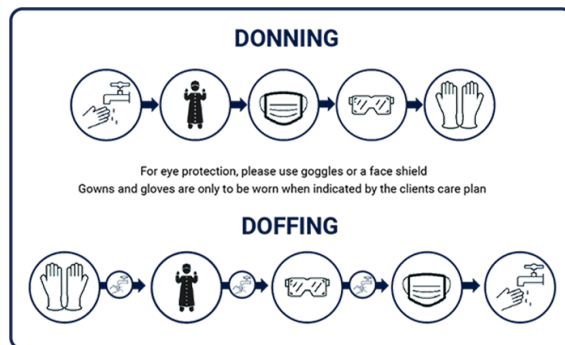 DONNING
For eye protection, please use goggles or a face shield
Gowns and gloves are only to be worn when indicated by the clients care plan
DOFFING